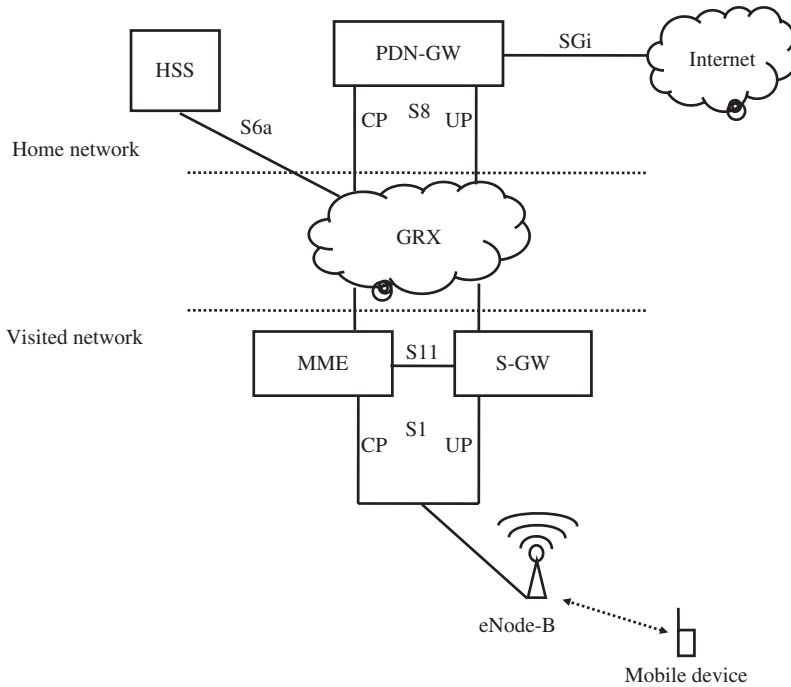 HSS
PDN-GW
SGi
Internet
S6a
CP
S8
UP
Home network
GRX
Visited network
MME
S11
S-GW
CP
S1
UP
eNode-B
Mobile device